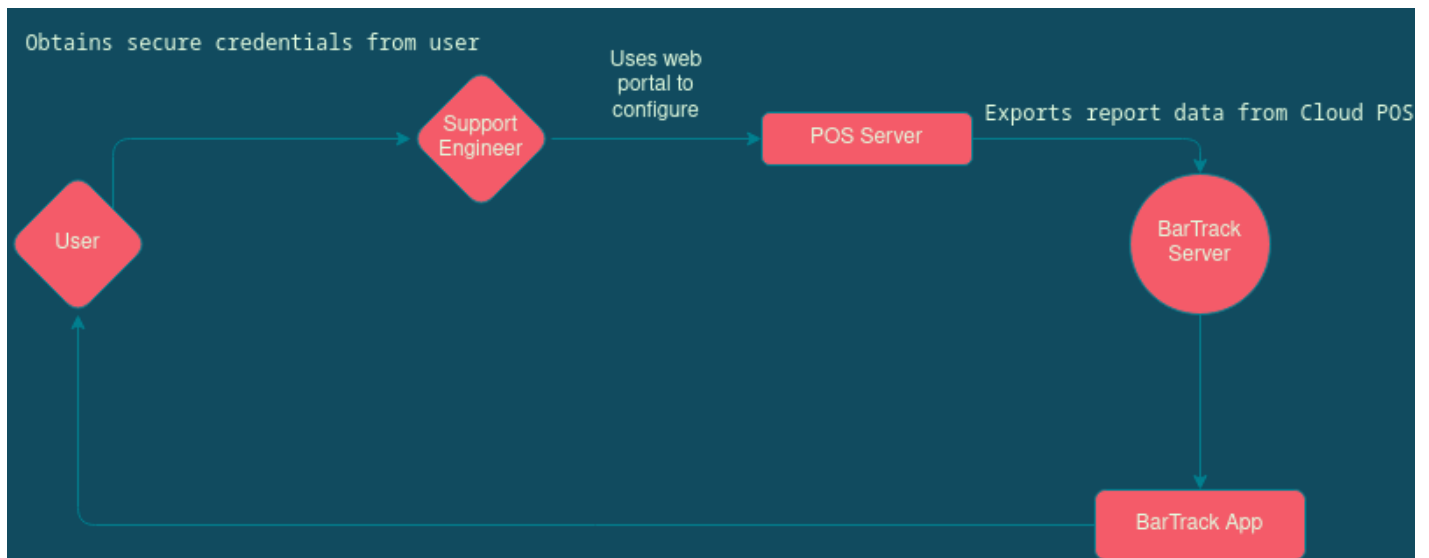 Obtains secure credentials from user
Uses web
portal to
configure
Support
Engineer
POS Server
Exports report data from Cloud POS
User
BarTrack
Server
BarTrack App